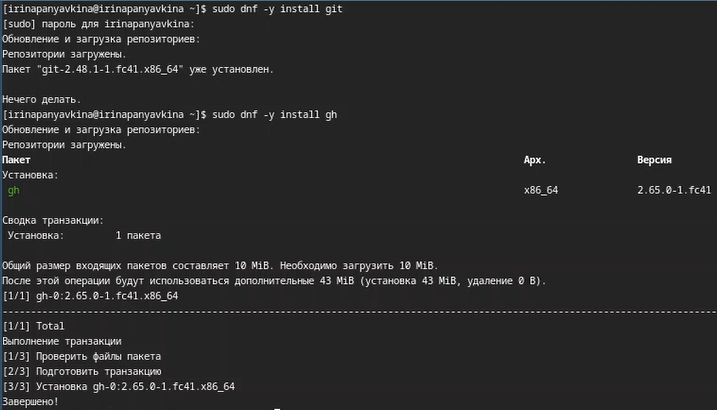 [irinapanyavkina@irinapanyavkina ~]$ sudo dnf -y install git
[sudo] пароль для irinapanyavkina:
Обновление и загрузка репозиториев:
Репозитории загружены.
Пакет "git-2.48.1-1.fc41.x86_64" уже установлен.
Нечего делать.
[irinapanyavkina@irinapanyavkina ~]$ sudo dnf -y install gh
Обновление и загрузка репозиториев:
Репозитории загружены.
Пакет Арх. Версия
Установка:
gh x86_64 2.65.0-1.fc41
Сводка транзакции:
Установка: 1 пакета
Общий размер входящих пакетов составляет 10 MiB. Необходимо загрузить 10 MiB.
После этой операции будут использоваться дополнительные 43 MiB (установка 43 MiB, удаление 0 B).
[1/1] gh-0:2.65.0-1.fc41.x86_64
--------------------------------------------------------------------------------
[1/1] Total
Выполнение транзакции
[1/3] Проверить файлы пакета
[2/3] Подготовить транзакцию
[3/3] Установка gh-0:2.65.0-1.fc41.x86_64
Завершено!